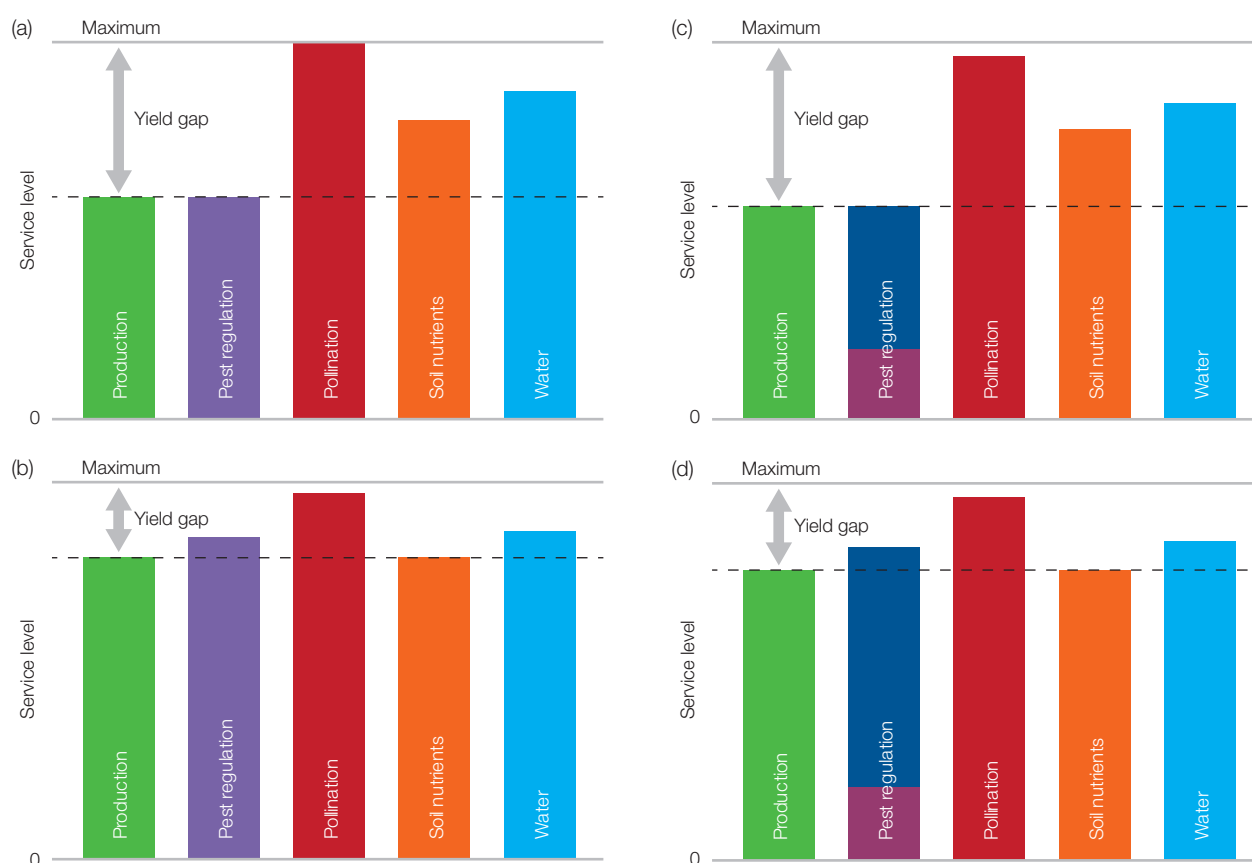 (a)
Maximum
Yield gap
Service level
Production
Pest regulation
Pollination
Soil nutrients
Water
0
(c)
Maximum
Yield gap
Service level
Production
Pest regulation
Pollination
Soil nutrients
Water
0
(b)
Maximum
Yield gap
Service level
Production
Pest regulation
Pollination
Soil nutrients
Water
0
(d)
Maximum
Yield gap
Service level
Production
Pest regulation
Pollination
Soil nutrients
Water
0